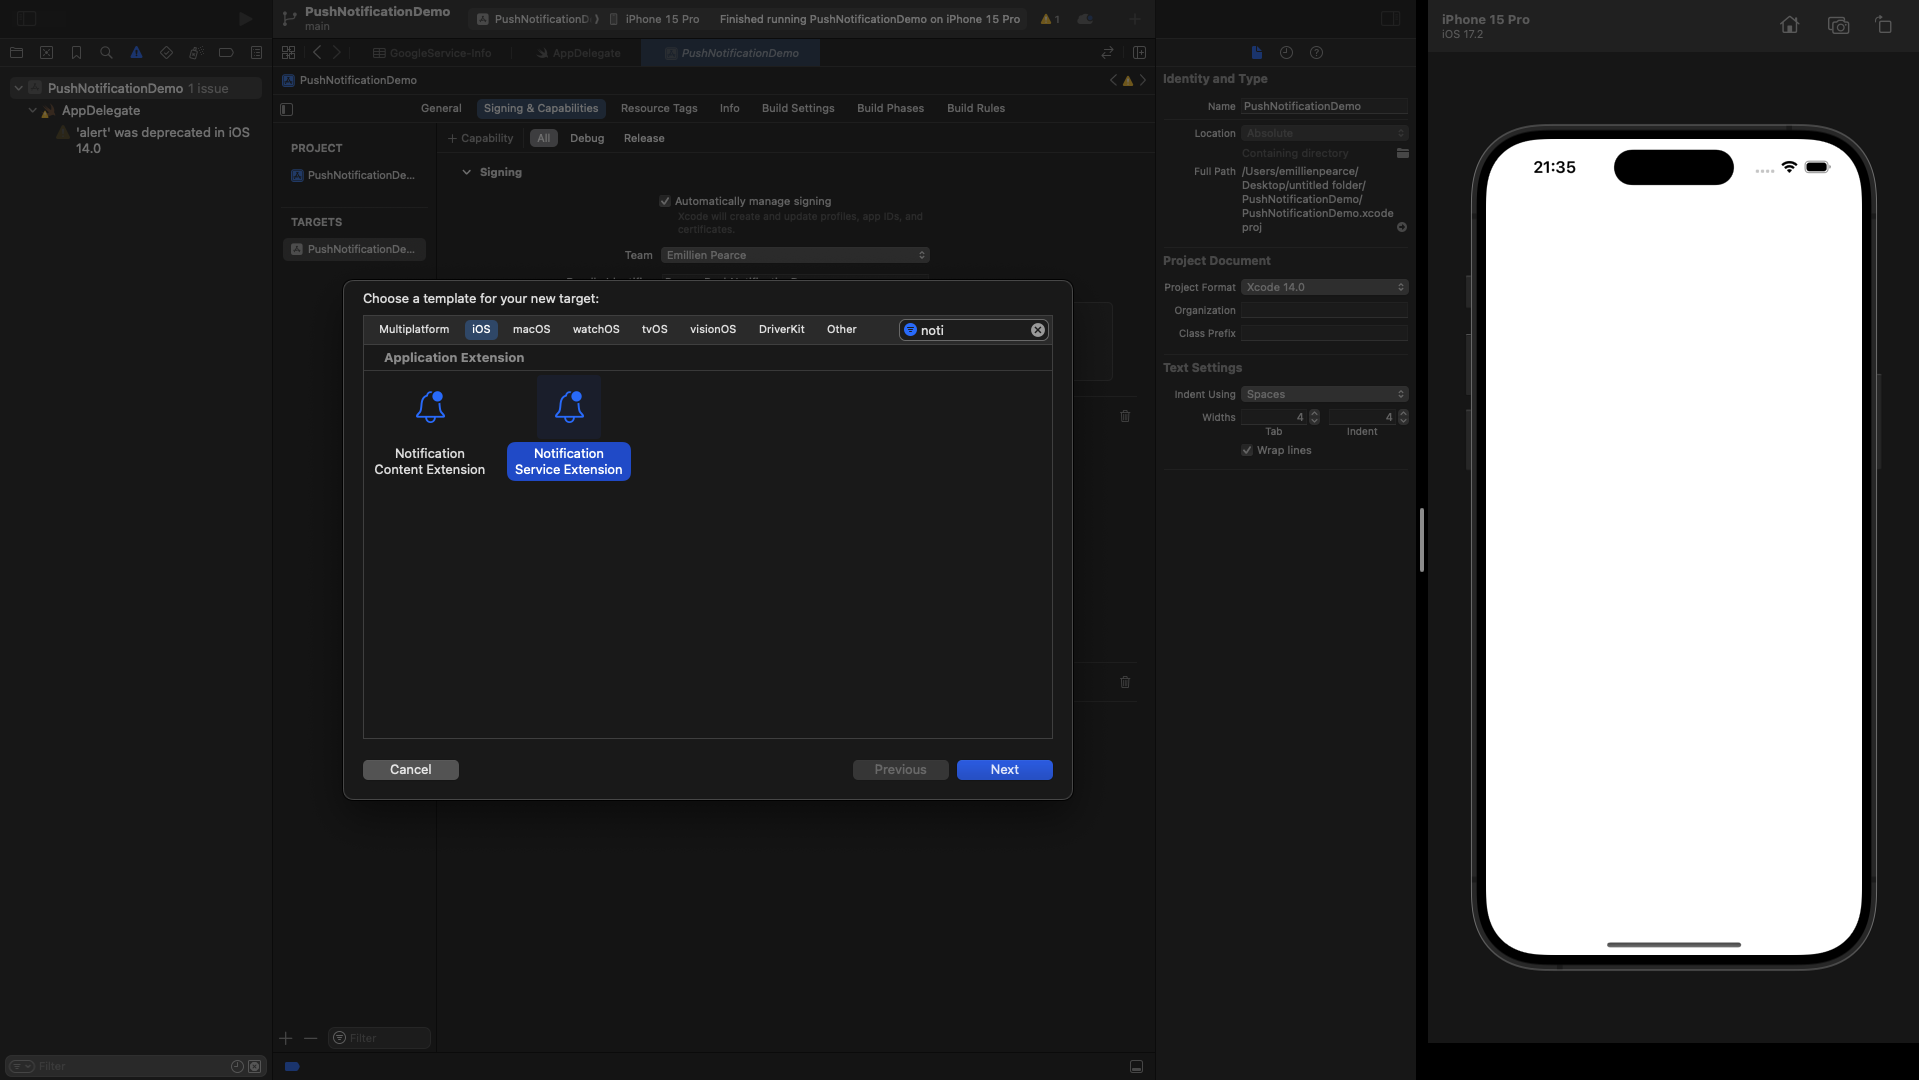 PushNotificationDemo
main
PushNotificationD
iPhone 15 Pro
Finished running PushNotificationDemo on iPhone 15 Pro
1
iPhone 15 Pro
iOS 17.2
GoogleService-Info
AppDelegate
PushNotificationDemo
PushNotificationDemo 1 issue
AppDelegate
'alert' was deprecated in iOS
14.0
PushNotificationDemo
General
Signing & Capabilities
Resource Tags
Info
Build Settings
Build Phases
Build Rules
+ Capability
All
Debug
Release
PROJECT
PushNotificationDe...
TARGETS
PushNotificationDe...
Signing
Automatically manage signing
Xcode will create and update profiles, app IDs, and
certificates.
Team
Emillien Pearce
Choose a template for your new target:
Multiplatform
iOS
macOS
watchOS
tvOS
visionOS
DriverKit
Other
noti
Application Extension
Notification
Content Extension
Notification
Service Extension
Cancel
Previous
Next
Filter
Filter
Identity and Type
Name
PushNotificationDemo
Location
Absolute
Containing directory
Full Path
/Users/emillienpearce/
Desktop/untitled folder/
PushNotificationDemo/
PushNotificationDemo.xcode
proj
Project Document
Project Format
Xcode 14.0
Organization
Class Prefix
Text Settings
Indent Using
Spaces
Widths
4
4
Tab
Indent
Wrap lines
21:35